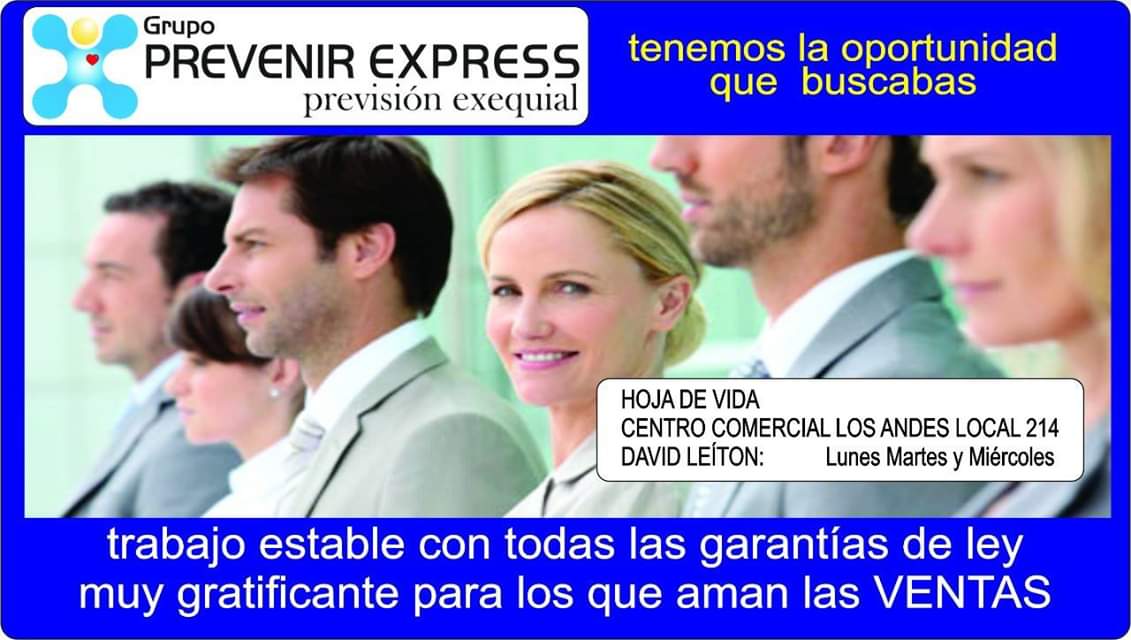 Grupo
PREVENIR EXPRESS
previsión exequial
tenemos la oportunidad
que buscabas
HOJA DE VIDA
CENTRO COMERCIAL LOS ANDES LOCAL 214
DAVID LEÍTON: Lunes Martes y Miércoles
trabajo estable con todas las garantías de ley
muy gratificante para los que aman las VENTAS